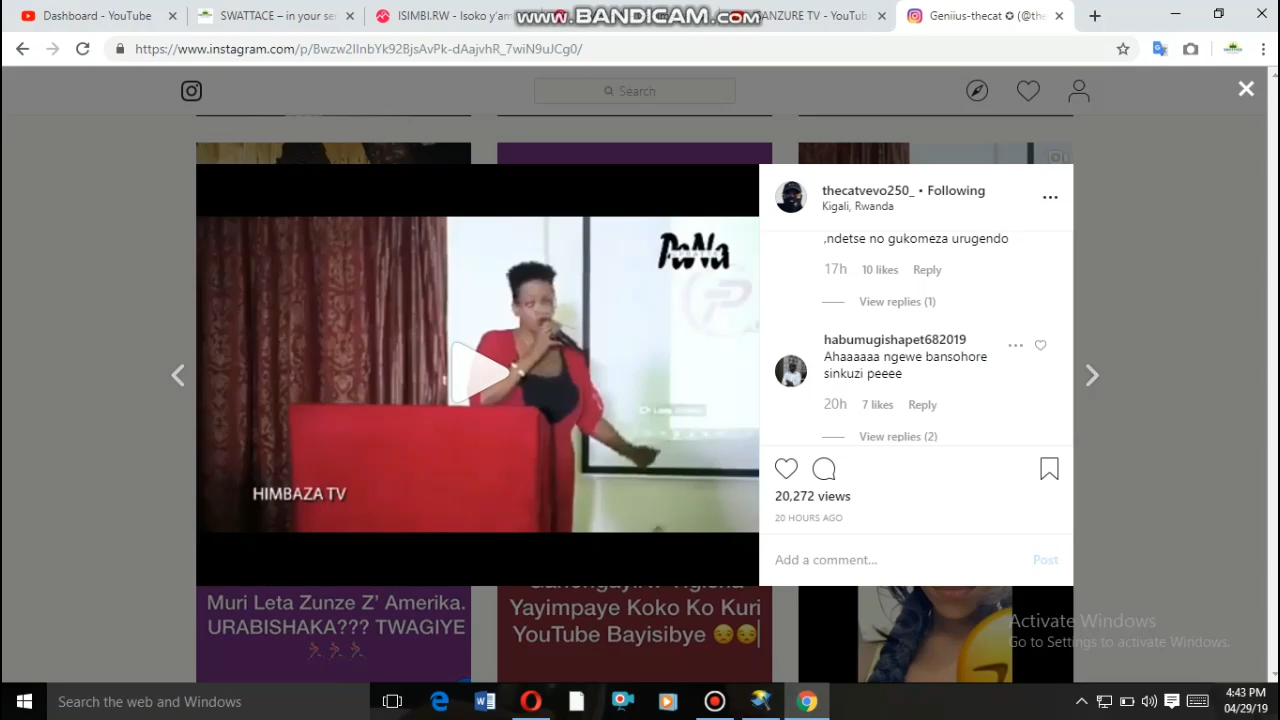 Dashboard - YouTube
SWATTACE – in your ser
ISIMBI.RW - Isoko y'am
www.BANDICAM.com
ANZURE TV - YouTub
Geniius-thecat ✪ (@the
https://www.instagram.com/p/
Search
thecatvevo250_ • Following
Kigali, Rwanda
,ndetse no gukomeza urugendo
17h 10 likes Reply
View replies (1)
habumugishapet682019
Ahaaaaaa ngewe bansohore
sinkuzi peeee
20h 7 likes Reply
View replies (2)
20,272 views
20 HOURS AGO
Add a comment... Post
PaNa
HIMBAZA TV
Muri Leta Zunze Z' Amerika.
URABISHAKA??? TWAGIYE
Yayimpaye Koko Ko Kuri
YouTube Bayisibye 😒😒
Activate Windows
Go to Settings to activate Windows.
Search the web and Windows
4:43 PM
04/29/19